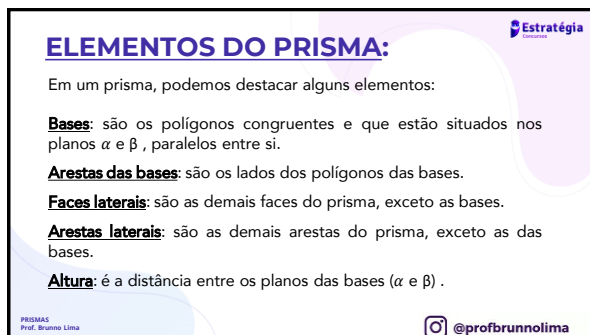 Estratégia
Concursos
ELEMENTOS DO PRISMA:
Em um prisma, podemos destacar alguns elementos:
Bases: são os polígonos congruentes e que estão situados nos
planos α e β , paralelos entre si.
Arestas das bases: são os lados dos polígonos das bases.
Faces laterais: são as demais faces do prisma, exceto as bases.
Arestas laterais: são as demais arestas do prisma, exceto as das
bases.
Altura: é a distância entre os planos das bases (α e β) .
PRISMAS
Prof. Brunno Lima
@profbrunnolima